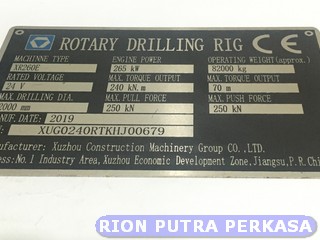 ROTARY DRILLING RIG CE
MACHINNE TYPE ENGINE POWER OPERATING WEIGHT(approx.)
XR260E 265 kW 82000 kg
RATED VOLTAGE MAX.TORQUE OUTPUT MAX.TORQUE OUTPUT
24 V 240 kN.m 70 m
MAX.DRILLING DIA. MAX.PULL FORCE MAX.PUSH FORCE
2000 mm 250 kN 250 kN
NUF. DATE: 2019
XUG0240RTKHJ00679
rer: Xuzhou Construction Machinery Group CO.,LTD.
ess:No.1 Industry Area,Xuzhou Economic Development Zone,Jiangsu,P.R.Chi
RION PUTRA PERKASA